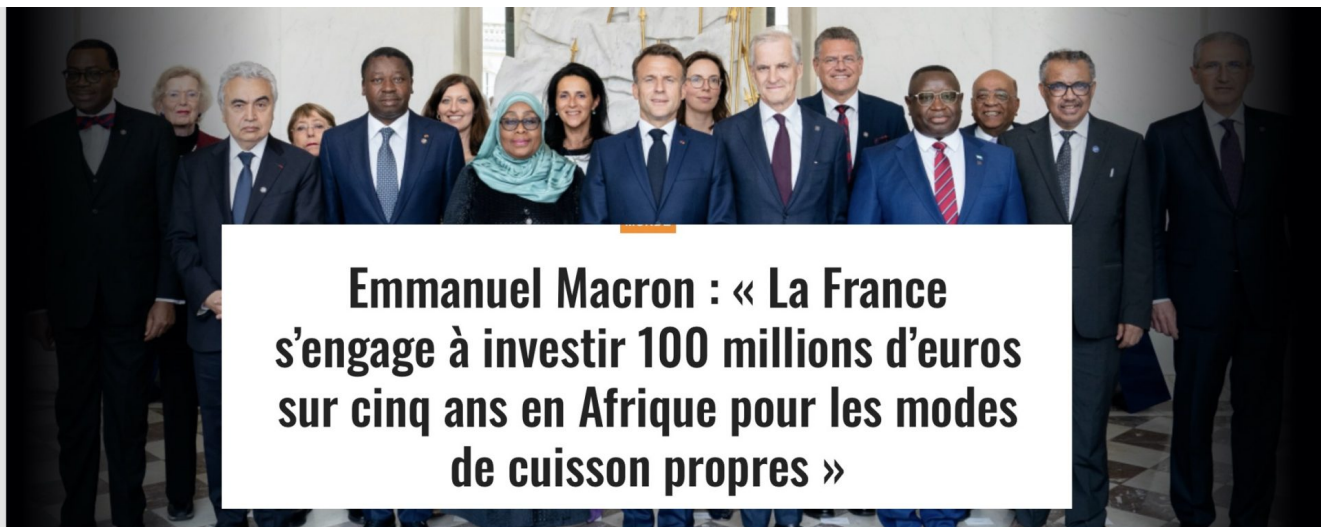 Emmanuel Macron : « La France
s’engage à investir 100 millions d’euros
sur cinq ans en Afrique pour les modes
de cuisson propres »